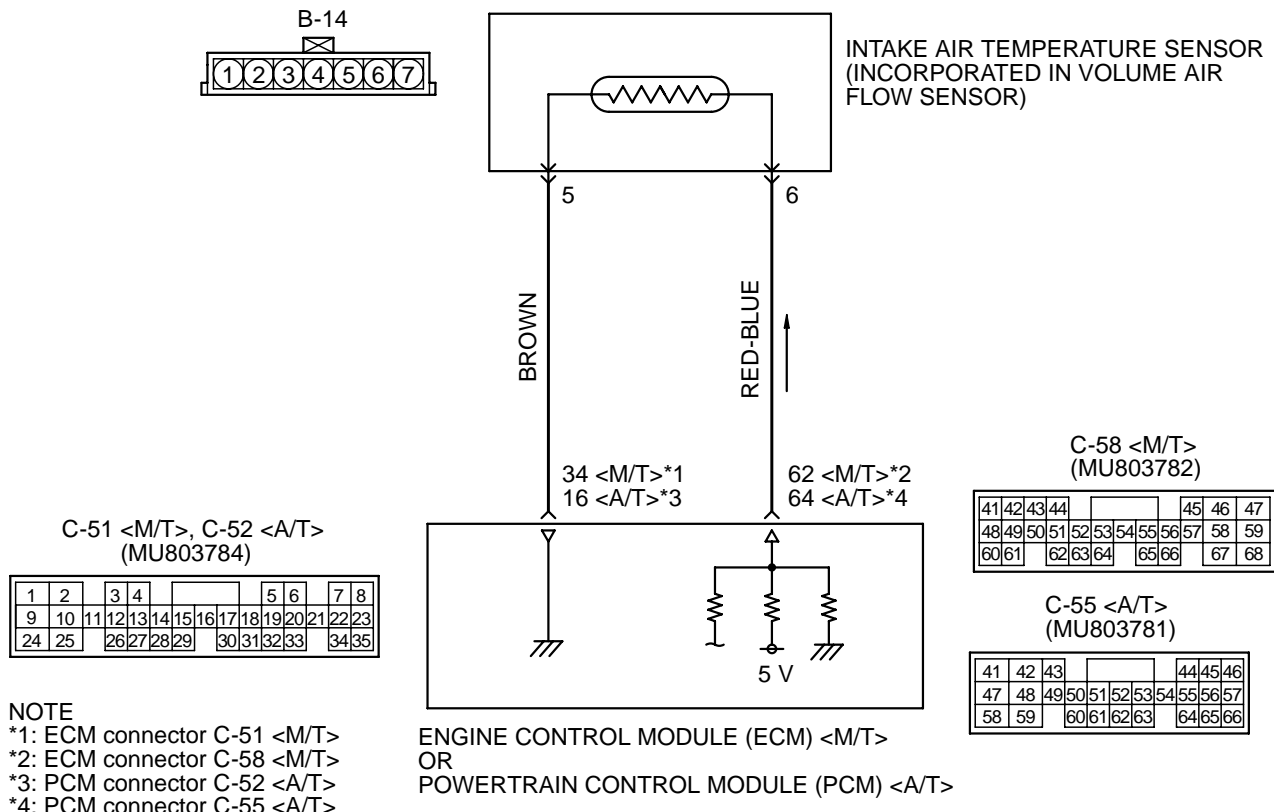 B-14
1 2 3 4 5 6 7
INTAKE AIR TEMPERATURE SENSOR
(INCORPORATED IN VOLUME AIR
FLOW SENSOR)
5
6
BROWN
RED-BLUE
34 <M/T>*1
16 <A/T>*3
62 <M/T>*2
64 <A/T>*4
C-51 <M/T>, C-52 <A/T>
(MU803784)
1 2 3 4 5 6 7 8
9 10 11 12 13 14 15 16 17 18 19 20 21 22 23
24 25 26 27 28 29 30 31 32 33 34 35
5 V
C-58 <M/T>
(MU803782)
41 42 43 44 45 46 47
48 49 50 51 52 53 54 55 56 57 58 59
60 61 62 63 64 65 66 67 68
C-55 <A/T>
(MU803781)
41 42 43 44 45 46
47 48 49 50 51 52 53 54 55 56 57
58 59 60 61 62 63 64 65 66
NOTE
*1: ECM connector C-51 <M/T>
*2: ECM connector C-58 <M/T>
*3: PCM connector C-52 <A/T>
*4: PCM connector C-55 <A/T>
ENGINE CONTROL MODULE (ECM) <M/T>
OR
POWERTRAIN CONTROL MODULE (PCM) <A/T>